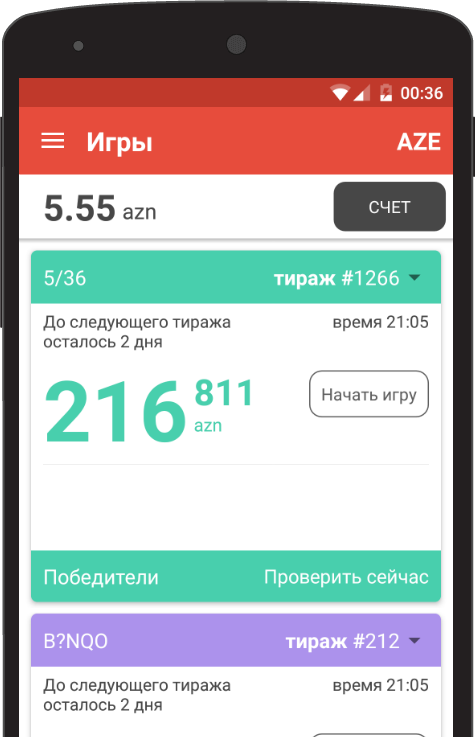 00:36
Игры AZE
5.55 azn СЧЕТ
5/36 тираж #1266
До следующего тиража время 21:05
осталось 2 дня
216 811 Начать игру
azn
Победители Проверить сейчас
B?NQO тираж #212
До следующего тиража время 21:05
осталось 2 дня